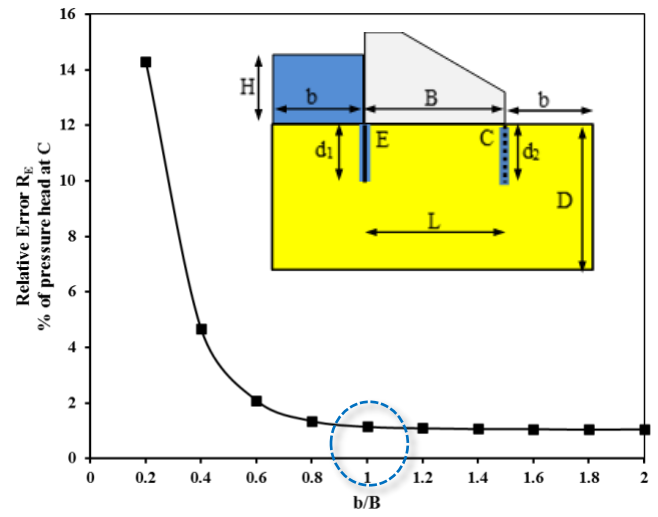 Relative Error R_E
% of pressure head at C
16
14
12
10
8
6
4
2
0
H
b
B
b
d₁
E
C
d₂
D
L
0 0.2 0.4 0.6 0.8 1 1.2 1.4 1.6 1.8 2
b/B